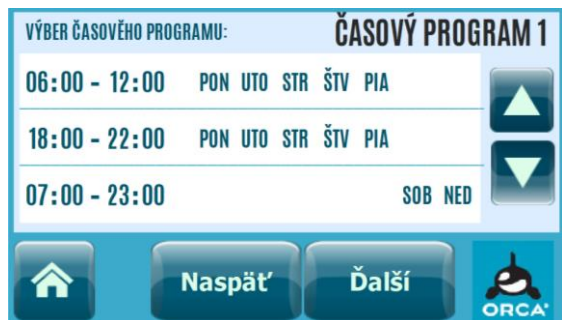 VÝBER ČASOVĚHO PROGRAMU: ČASOVÝ PROGRAM 1
06:00 - 12:00 PON UTO STR ŠTV PIA
18:00 - 22:00 PON UTO STR ŠTV PIA
07:00 - 23:00 SOB NED
Naspäť Ďalší
ORCA